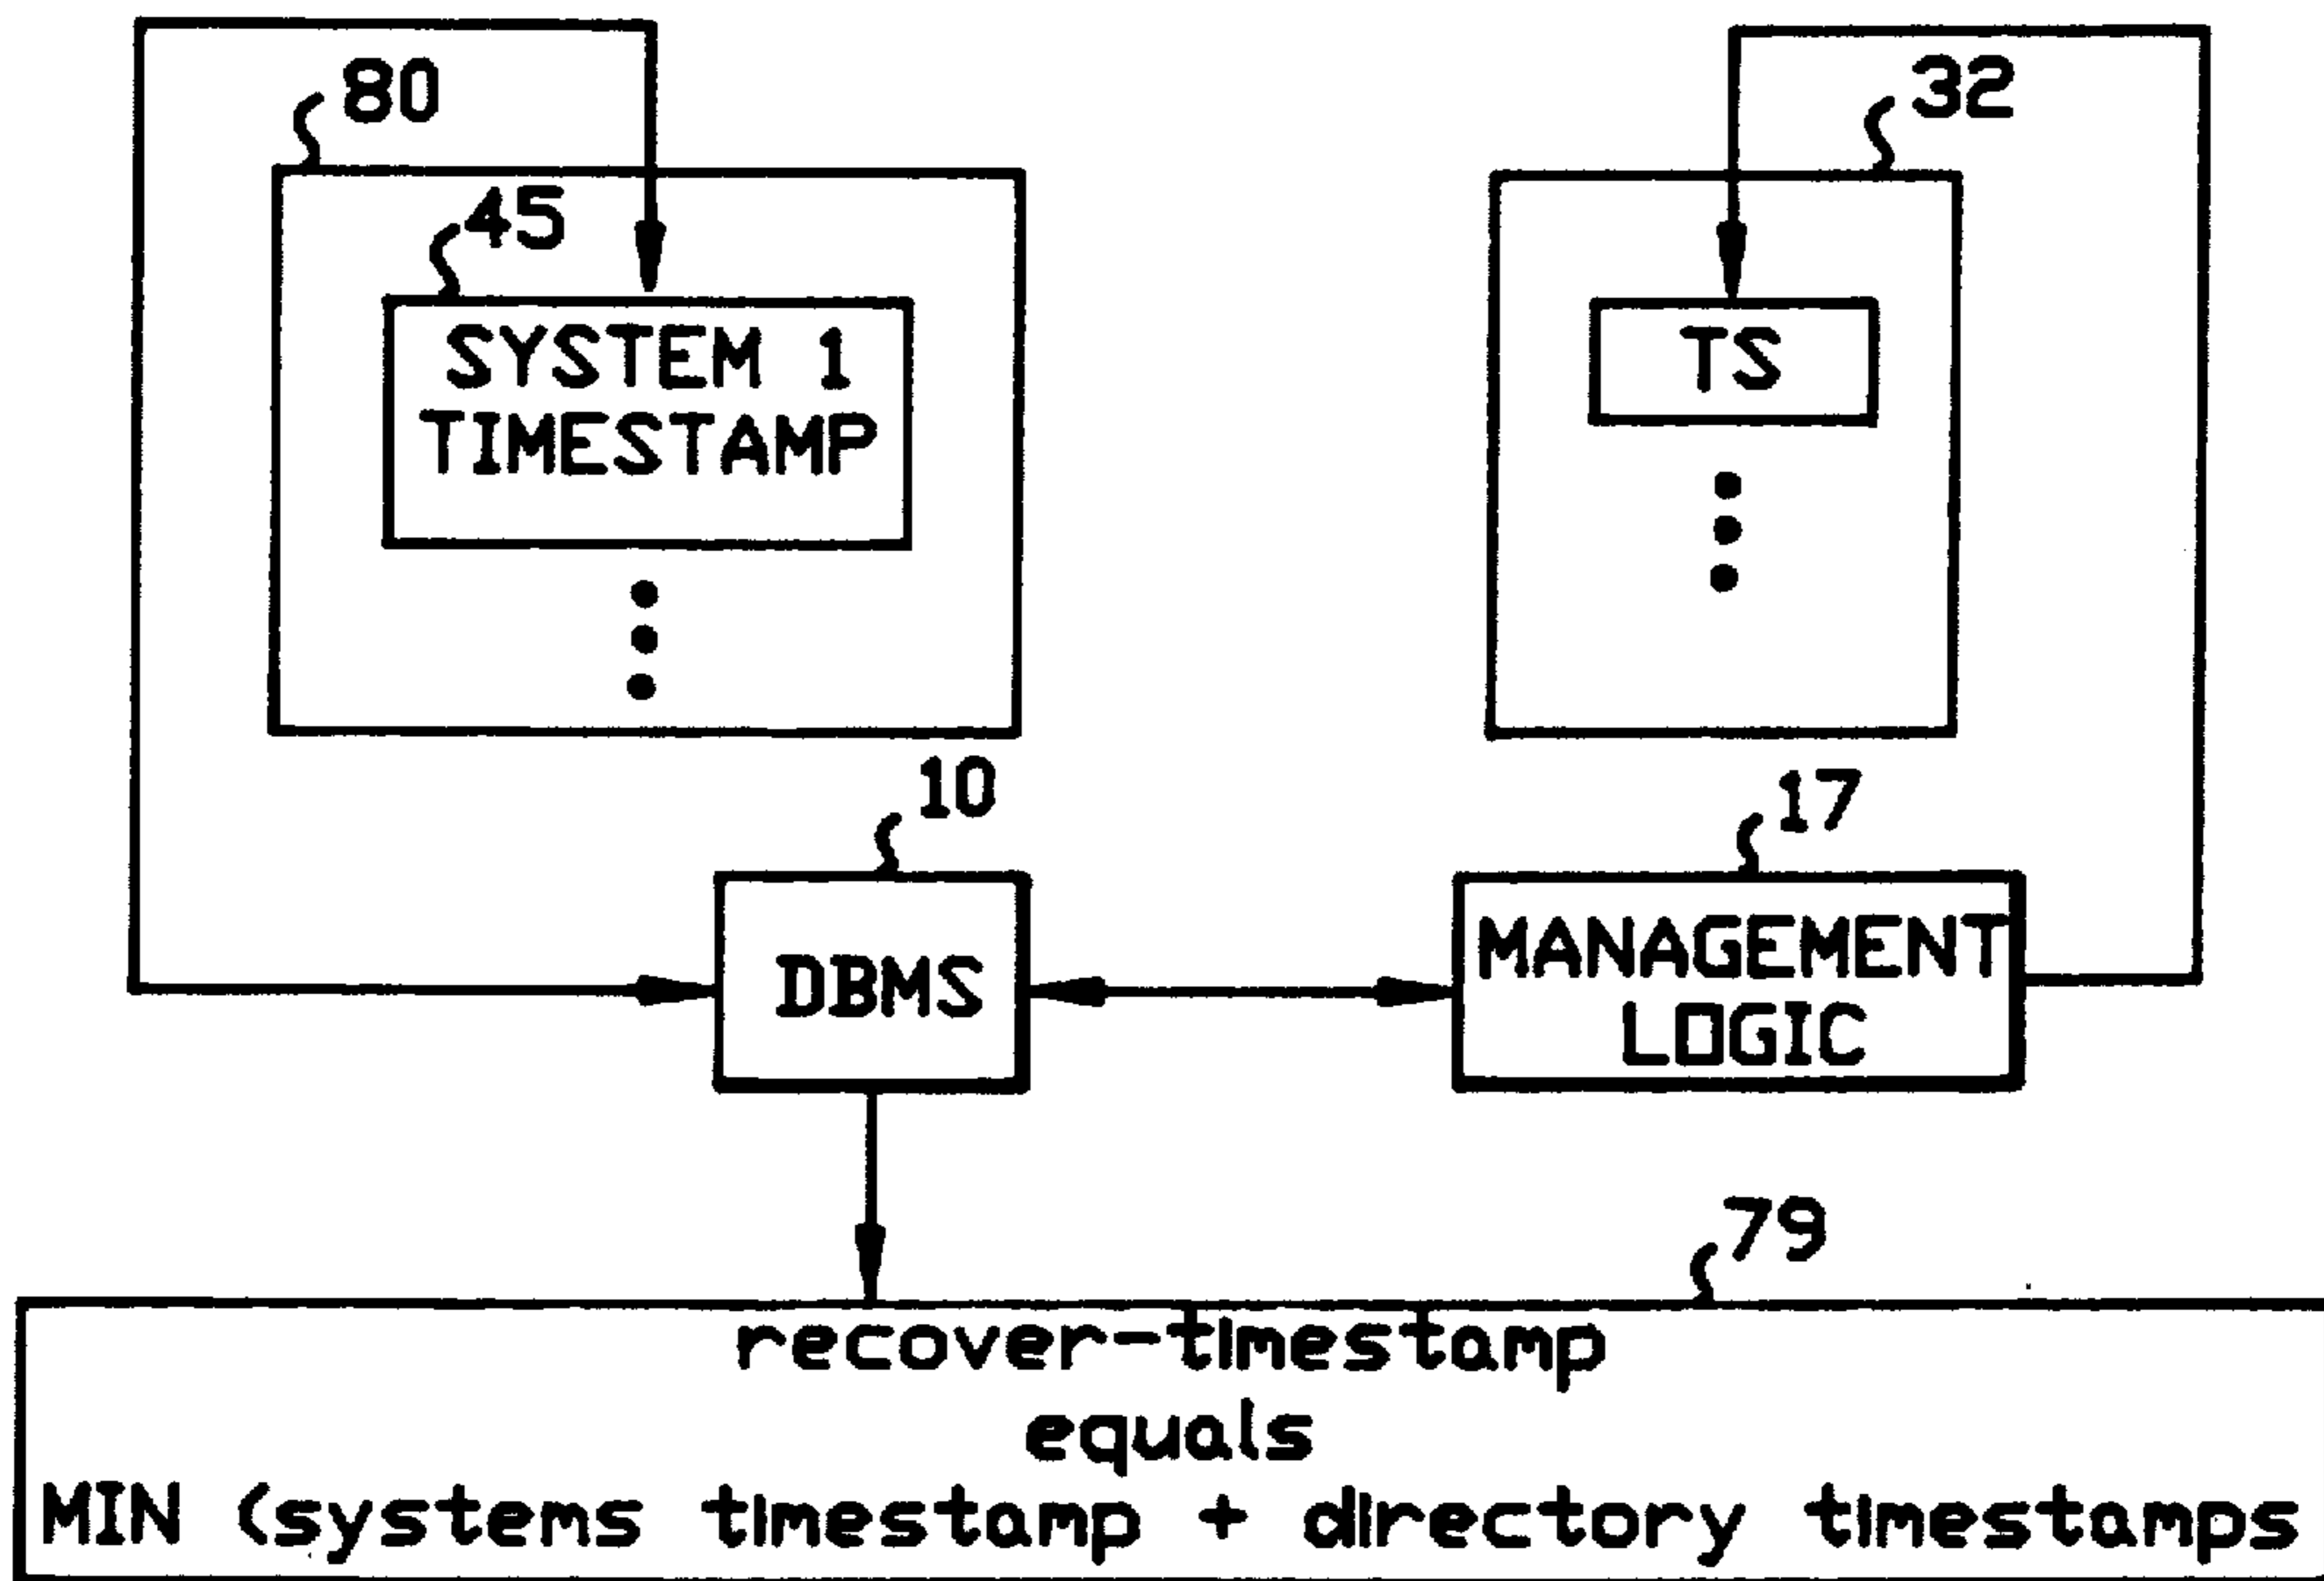 80
32
45
SYSTEM 1
TIMESTAMP
TS
10
17
DBMS
MANAGEMENT
LOGIC
79
recover-timestamp
equals
MIN (systems timestamp + directory timestamps